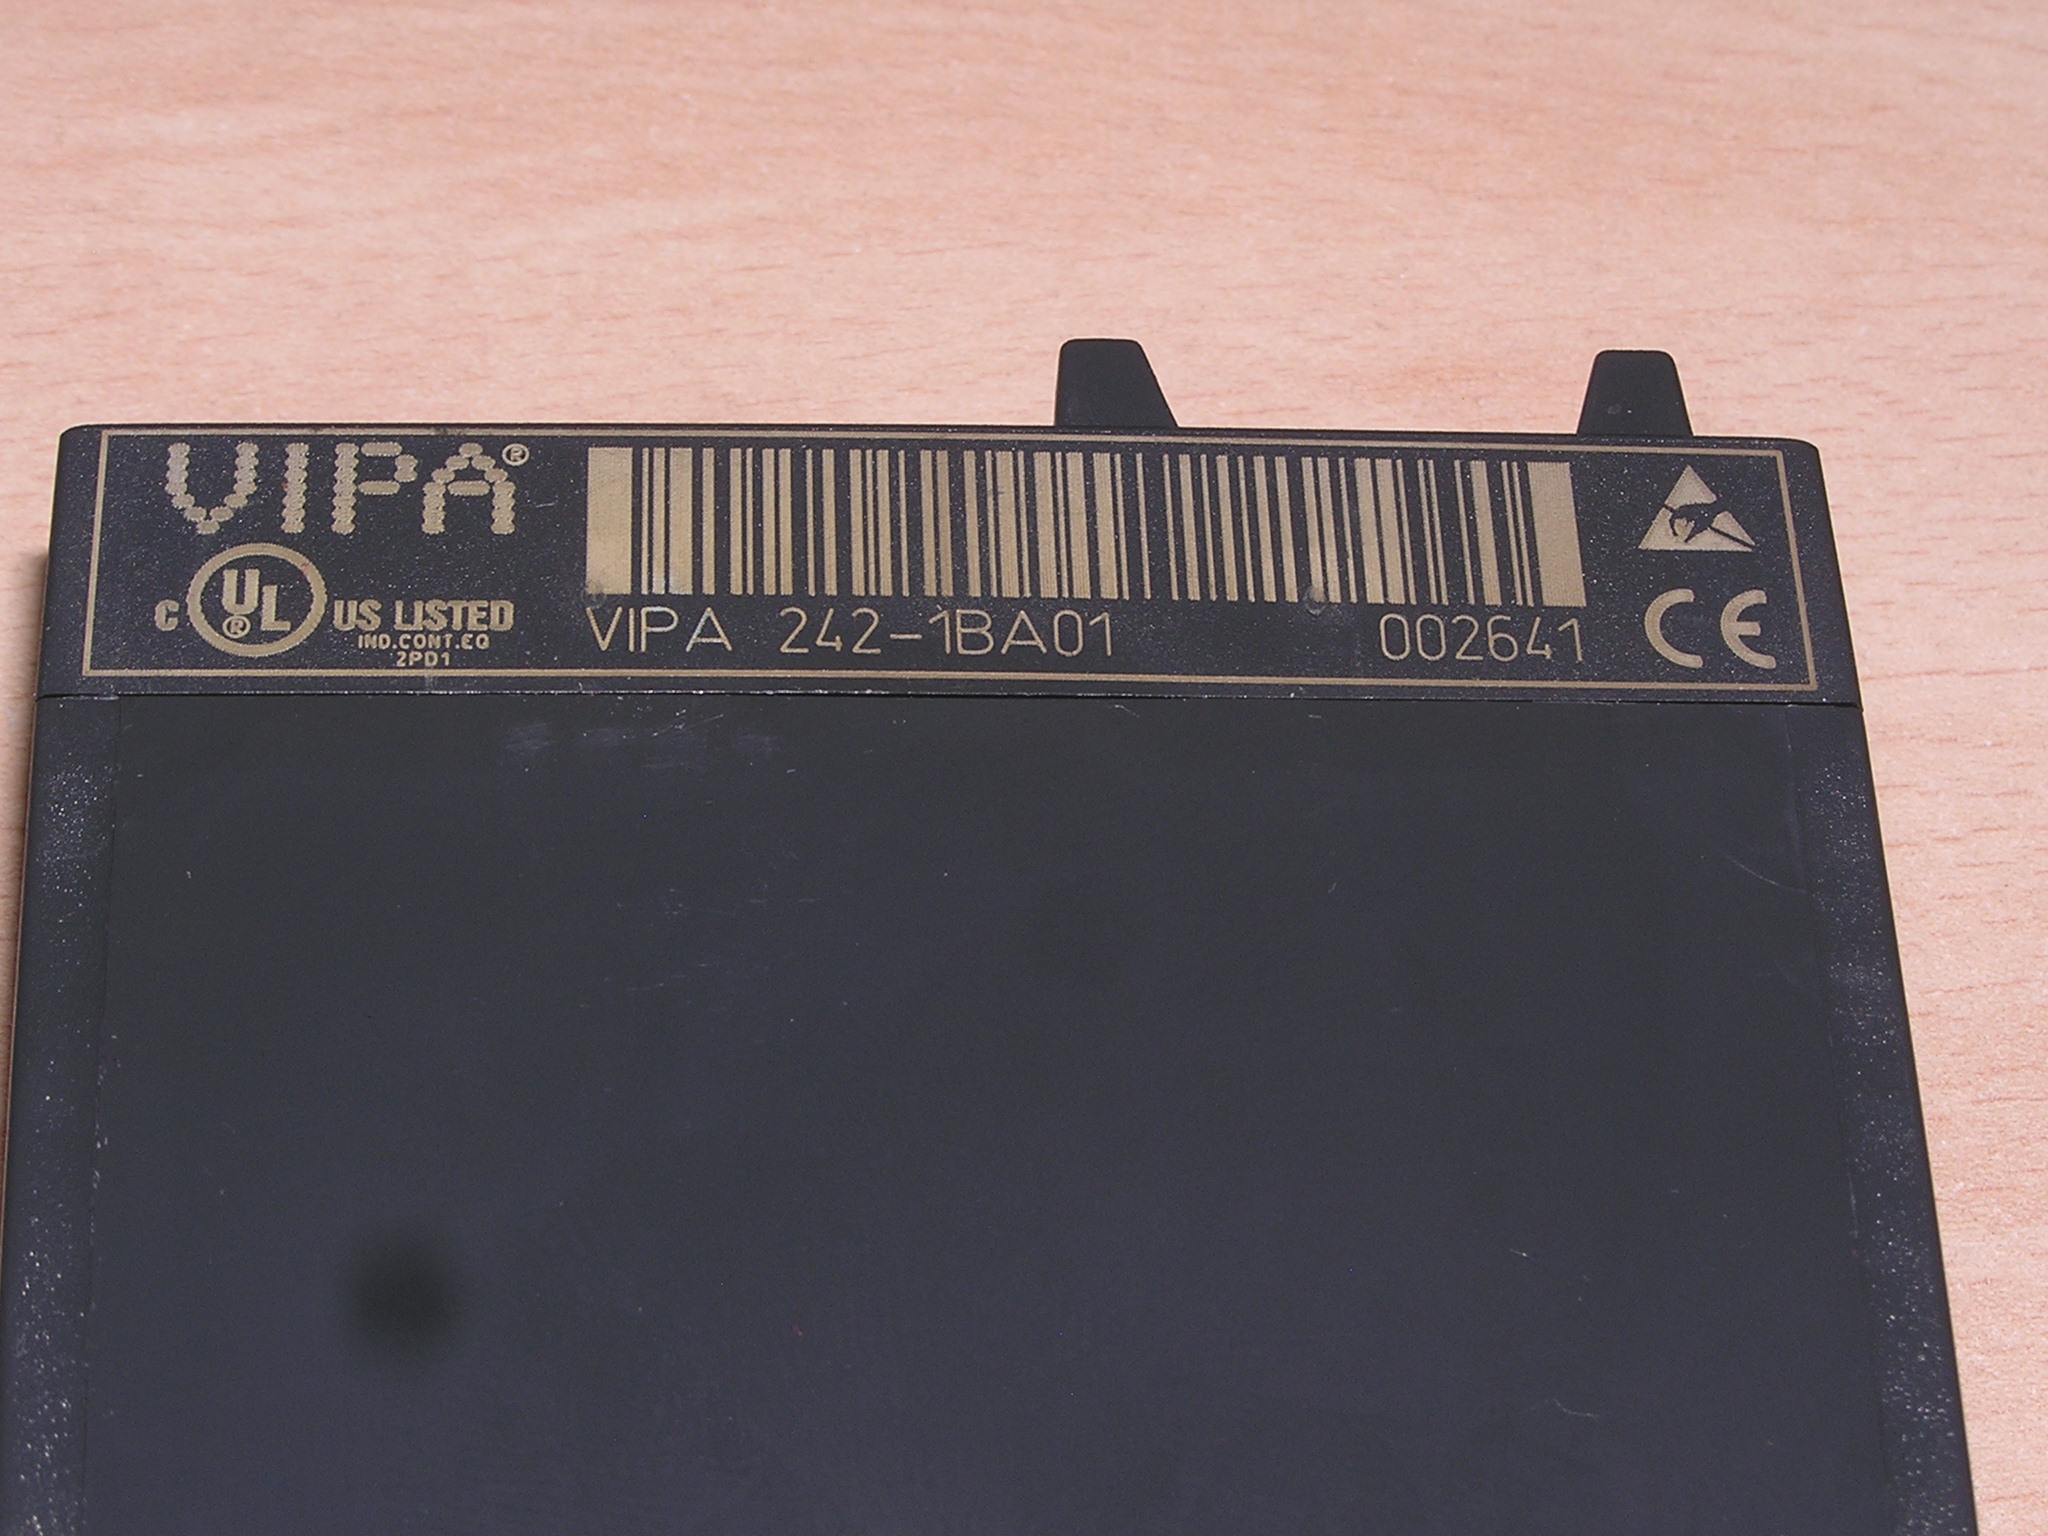 VIPA®
C UL® US LISTED
IND.CONT.EQ
2PD1
VIPA 242-1BA01 002641
CE